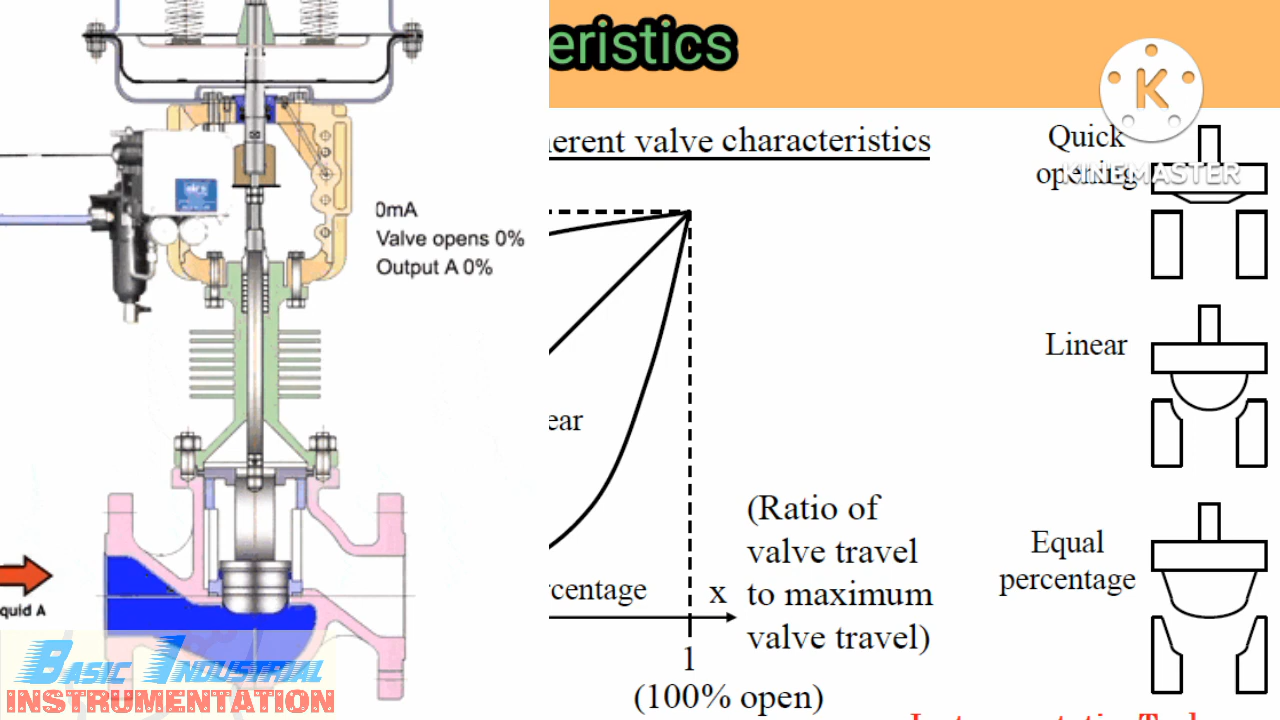 eristics
herent valve characteristics
Quick
opening
K
KINEMASTER
0mA
Valve opens 0%
Output A 0%
Linear
ear
(Ratio of
valve travel
to maximum
valve travel)
x
Equal
percentage
rcentage
quid A
1
(100% open)
Basic Industrial
INSTRUMENTATION